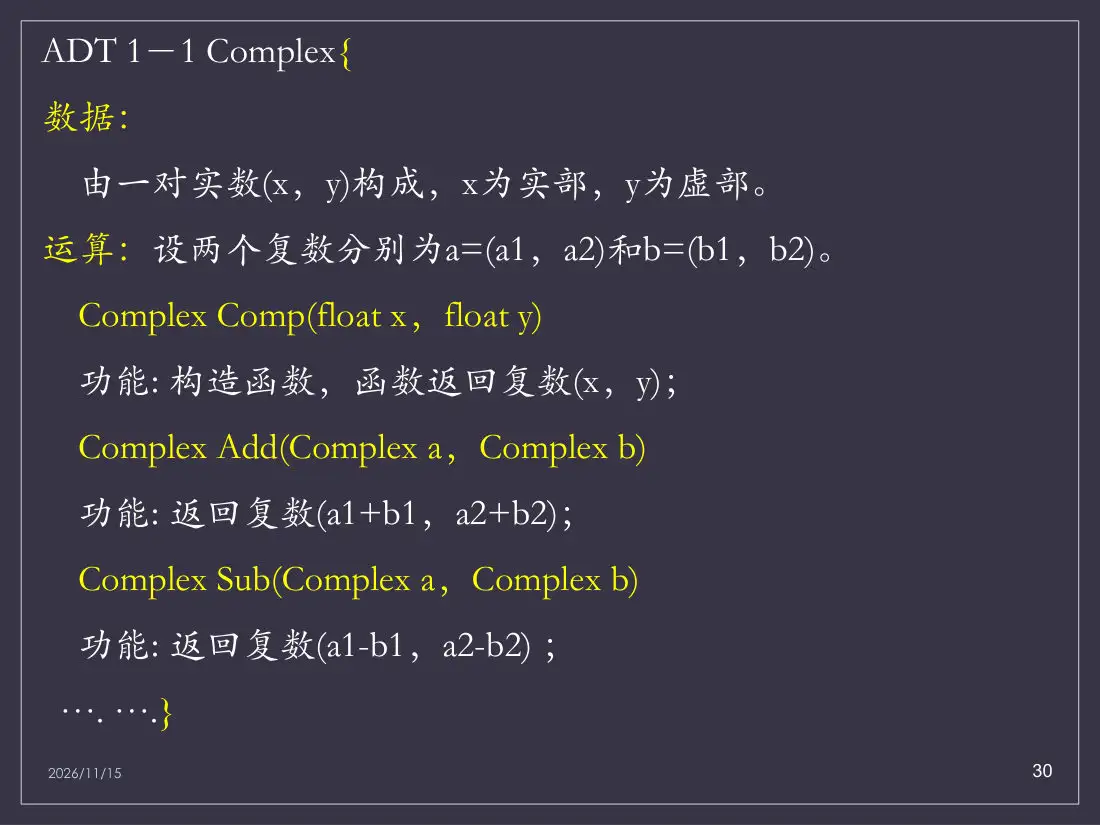 ADT 1－1 Complex{
数据：
由一对实数(x，y)构成，x为实部，y为虚部。
运算：设两个复数分别为a=(a1，a2)和b=(b1，b2)。
Complex Comp(float x，float y)
功能: 构造函数，函数返回复数(x，y)；
Complex Add(Complex a，Complex b)
功能: 返回复数(a1+b1，a2+b2)；
Complex Sub(Complex a，Complex b)
功能: 返回复数(a1-b1，a2-b2) ；
…. ….}
2026/11/15
30